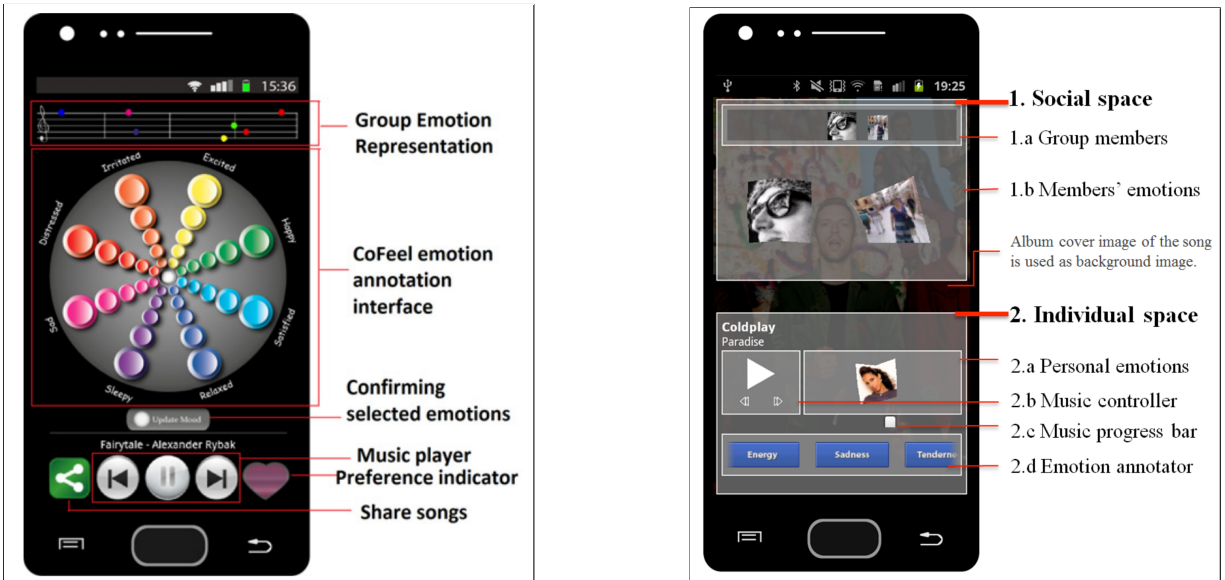 15:36
Group Emotion
Representation
Irritated
Excited
Distressed
Happy
CoFeel emotion
annotation
interface
Sad
Satisfied
Sleepy
Relaxed
Confirming
selected emotions
Update Mood
Fairytale - Alexander Rybak
Music player
Preference indicator
Share songs
19:25
1. Social space
1.a Group members
1.b Members’ emotions
Album cover image of the song
is used as background image.
2. Individual space
Coldplay
Paradise
2.a Personal emotions
2.b Music controller
2.c Music progress bar
Energy
Sadness
Tenderne
2.d Emotion annotator